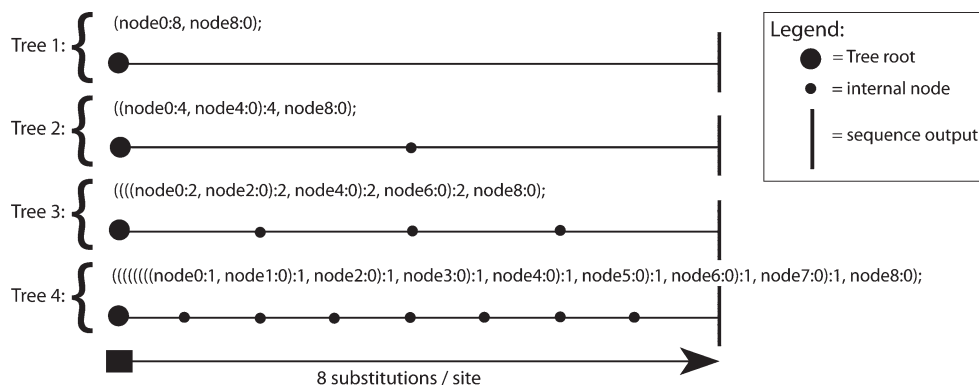 (node0:8, node8:0);
Tree 1:
((node0:4, node4:0):4, node8:0);
Tree 2:
((((node0:2, node2:0):2, node4:0):2, node6:0):2, node8:0);
Tree 3:
((((((((node0:1, node1:0):1, node2:0):1, node3:0):1, node4:0):1, node5:0):1, node6:0):1, node7:0):1, node8:0);
Tree 4:
8 substitutions / site
Legend:
= Tree root
= internal node
= sequence output